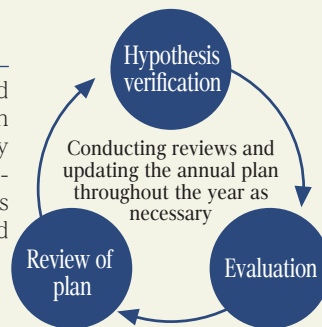 Hypothesis
verification
Conducting reviews and
updating the annual plan
throughout the year as
necessary
Review of
plan
Evaluation